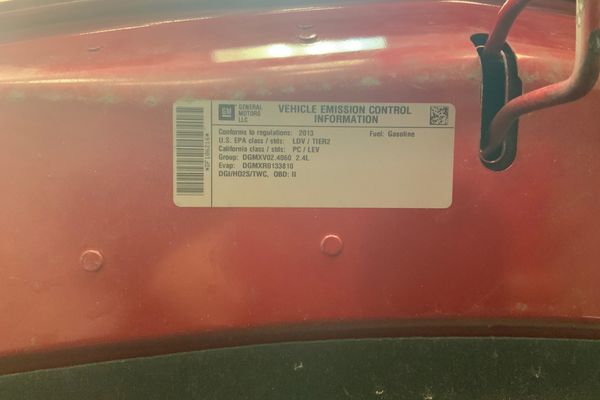 GM
GENERAL
MOTORS
LLC
VEHICLE EMISSION CONTROL
INFORMATION
Conforms to regulations: 2013 Fuel: Gasoline
U.S. EPA class / stds: LDV / TIER2
California class / stds: PC / LEV
Group: DGMXV02.4060 2.4L
Evap: DGMXR0133810
DGI/HO2S/TWC, OBD: II